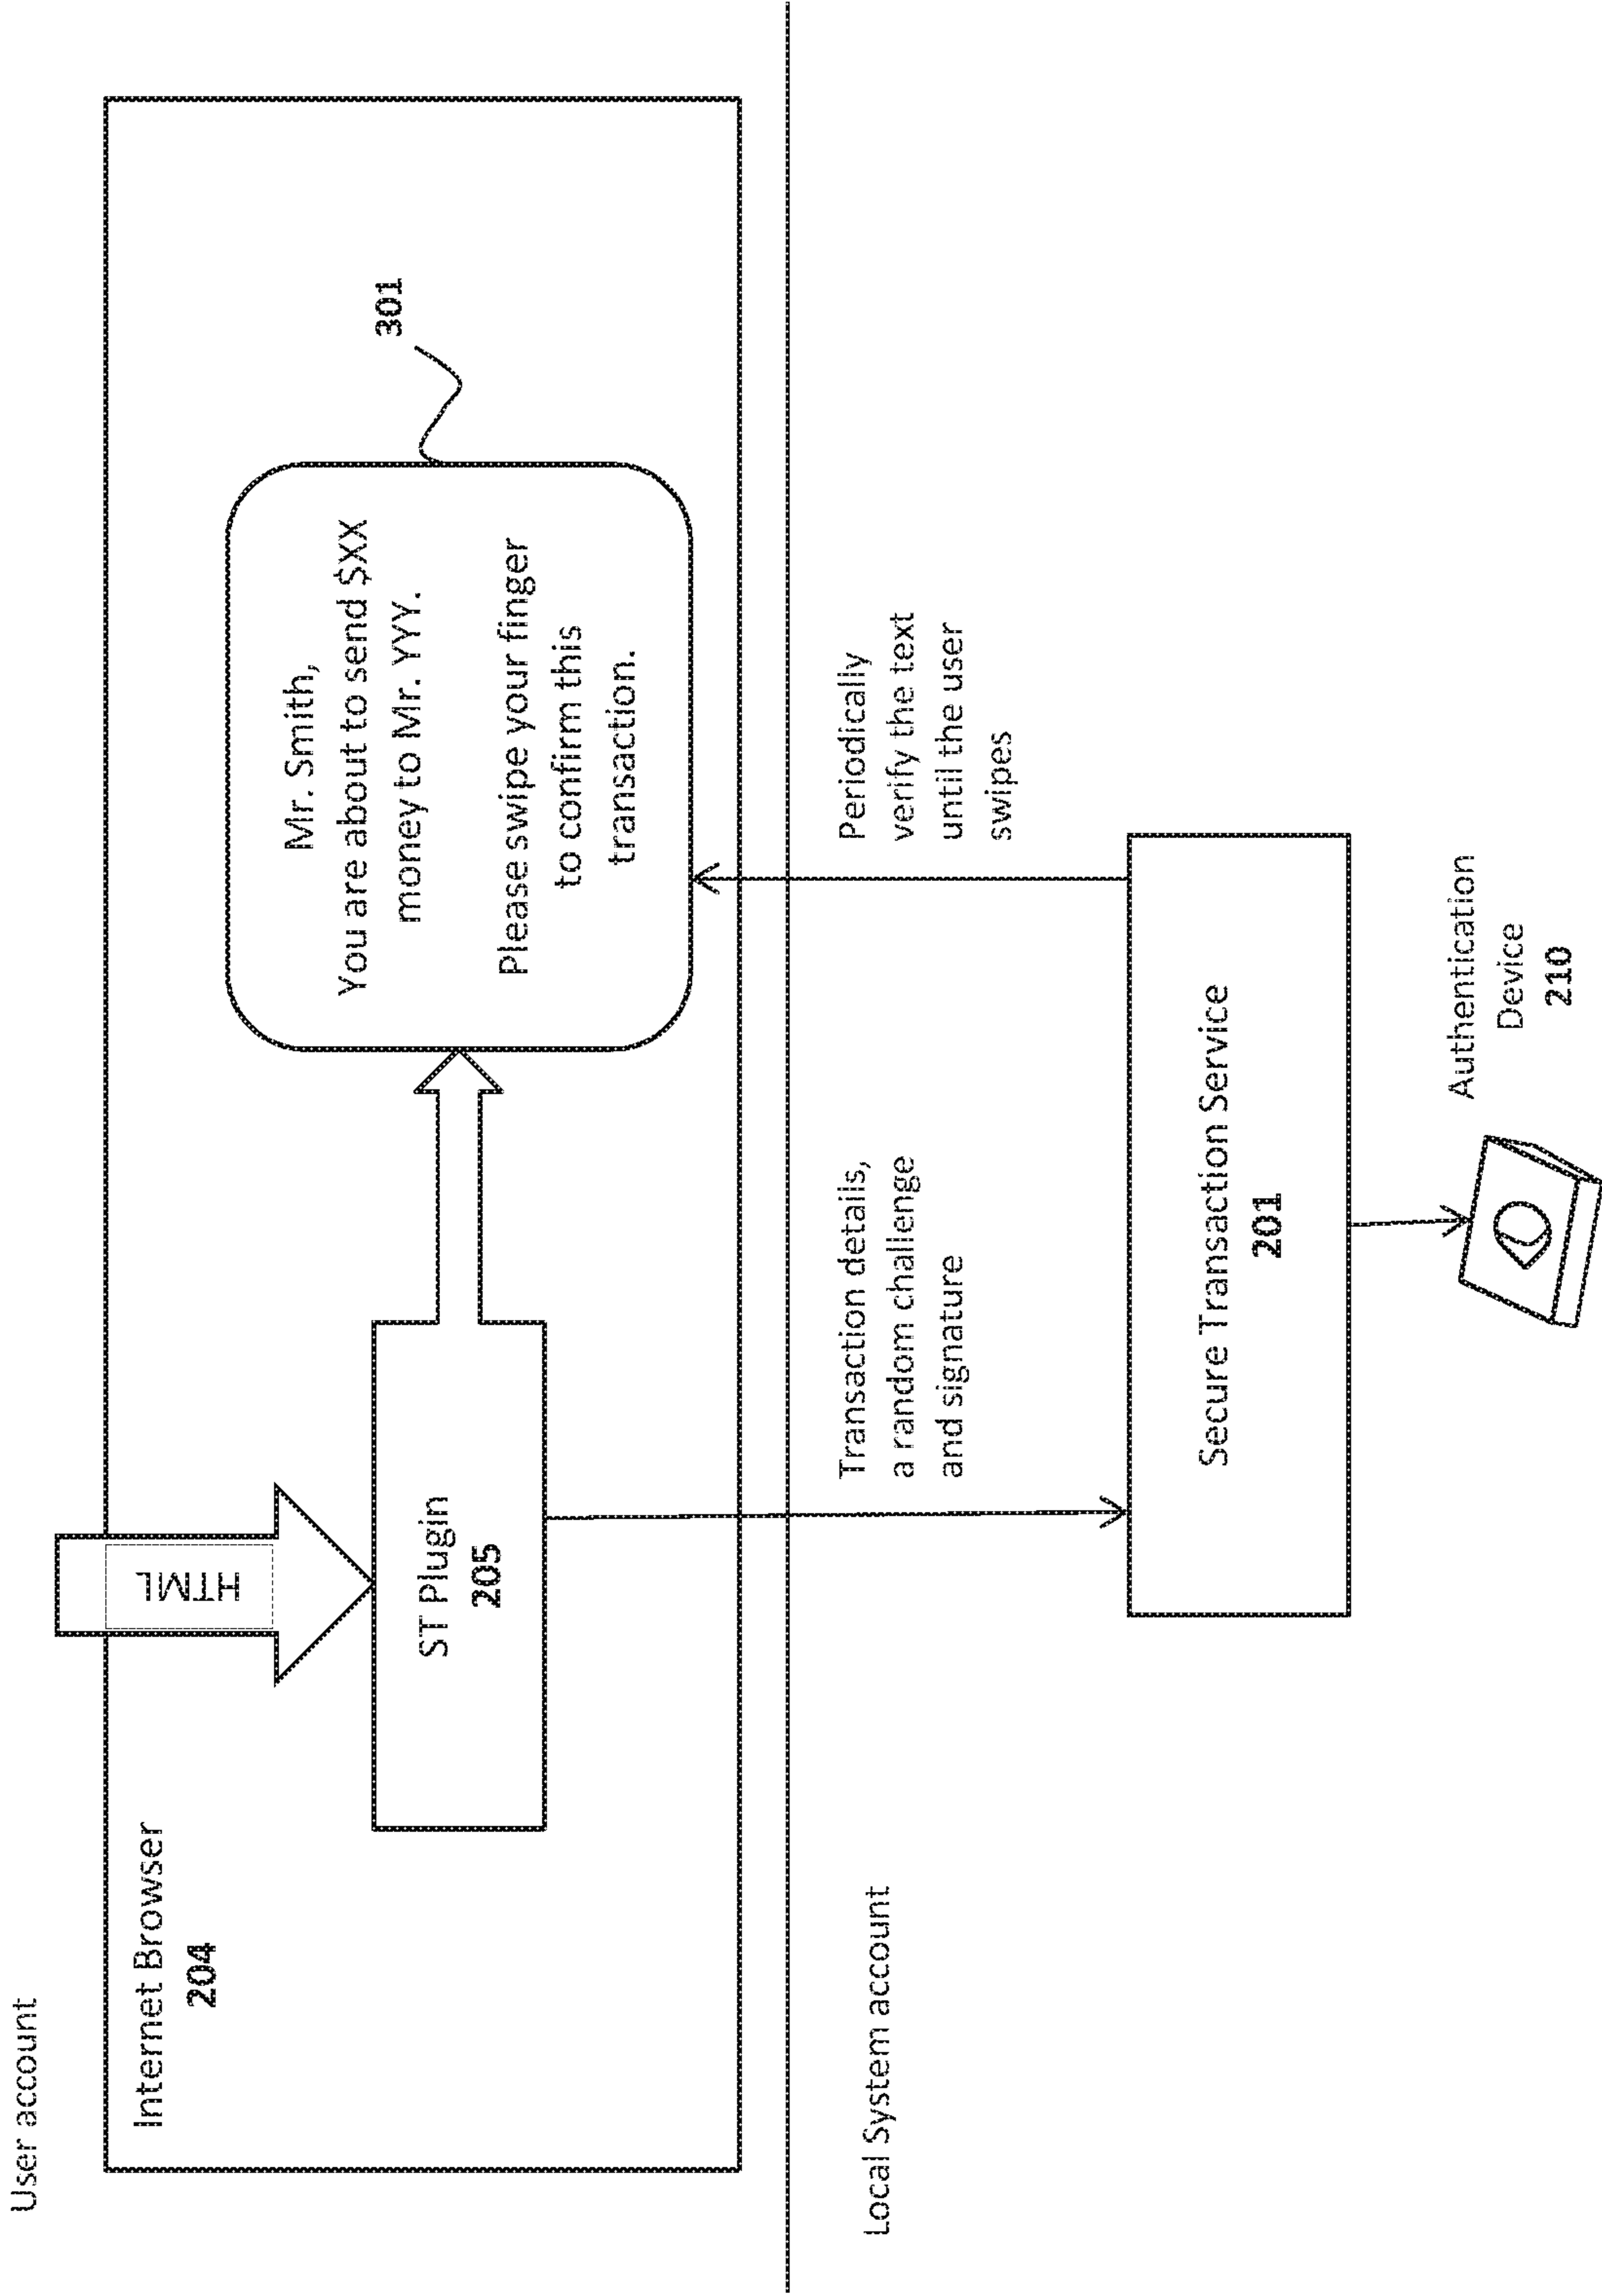 User account
Internet Browser
204
HTML
ST Plugin
205
Mr. Smith,
You are about to send $XX
money to Mr. YYY.
Please swipe your finger
to confirm this
transaction.
301
Local System account
Transaction details,
a random challenge
and signature
Periodically
verify the text
until the user
swipes
Secure Transaction Service
201
Authentication
Device
210